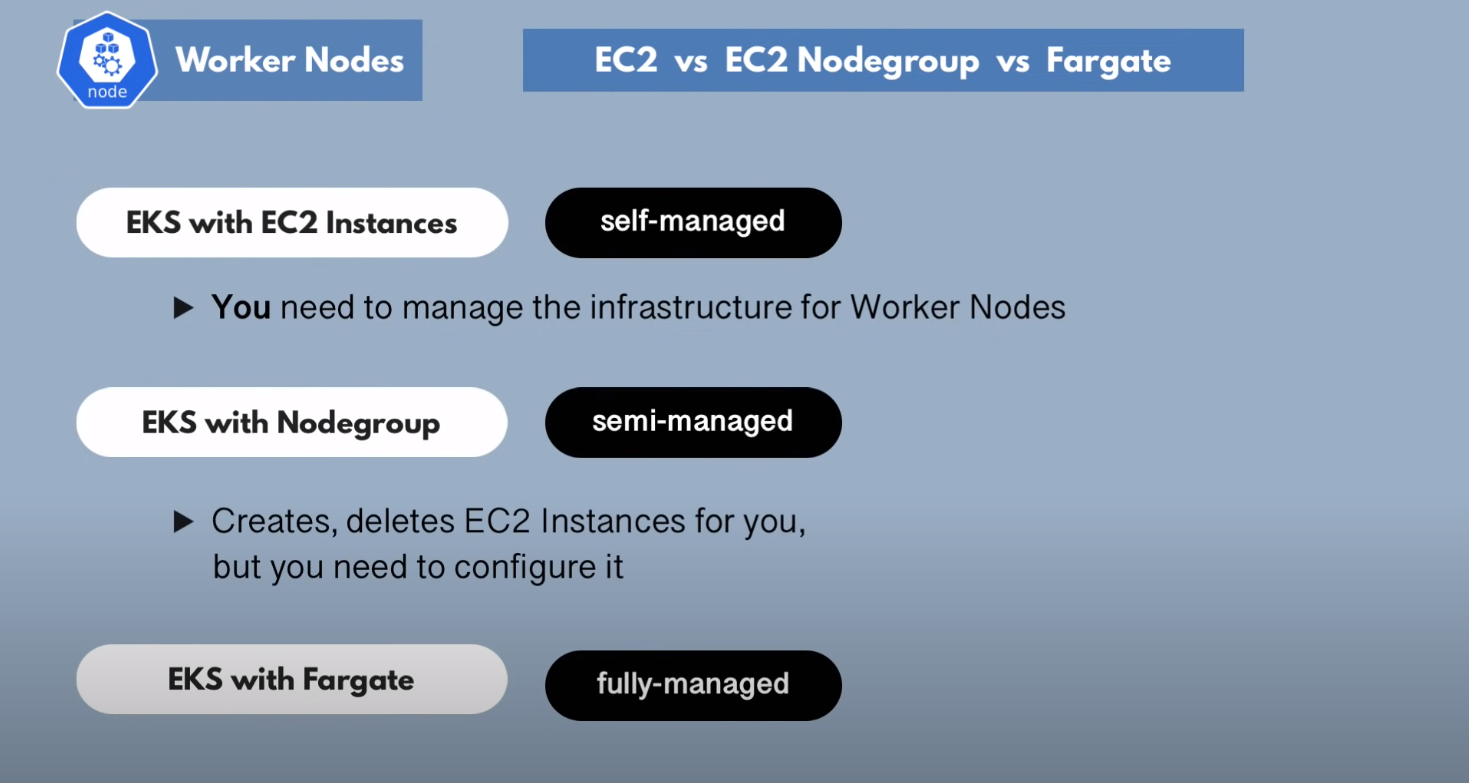 node
Worker Nodes
EC2 vs EC2 Nodegroup vs Fargate
EKS with EC2 Instances
self-managed
You need to manage the infrastructure for Worker Nodes
EKS with Nodegroup
semi-managed
Creates, deletes EC2 Instances for you,
but you need to configure it
EKS with Fargate
fully-managed